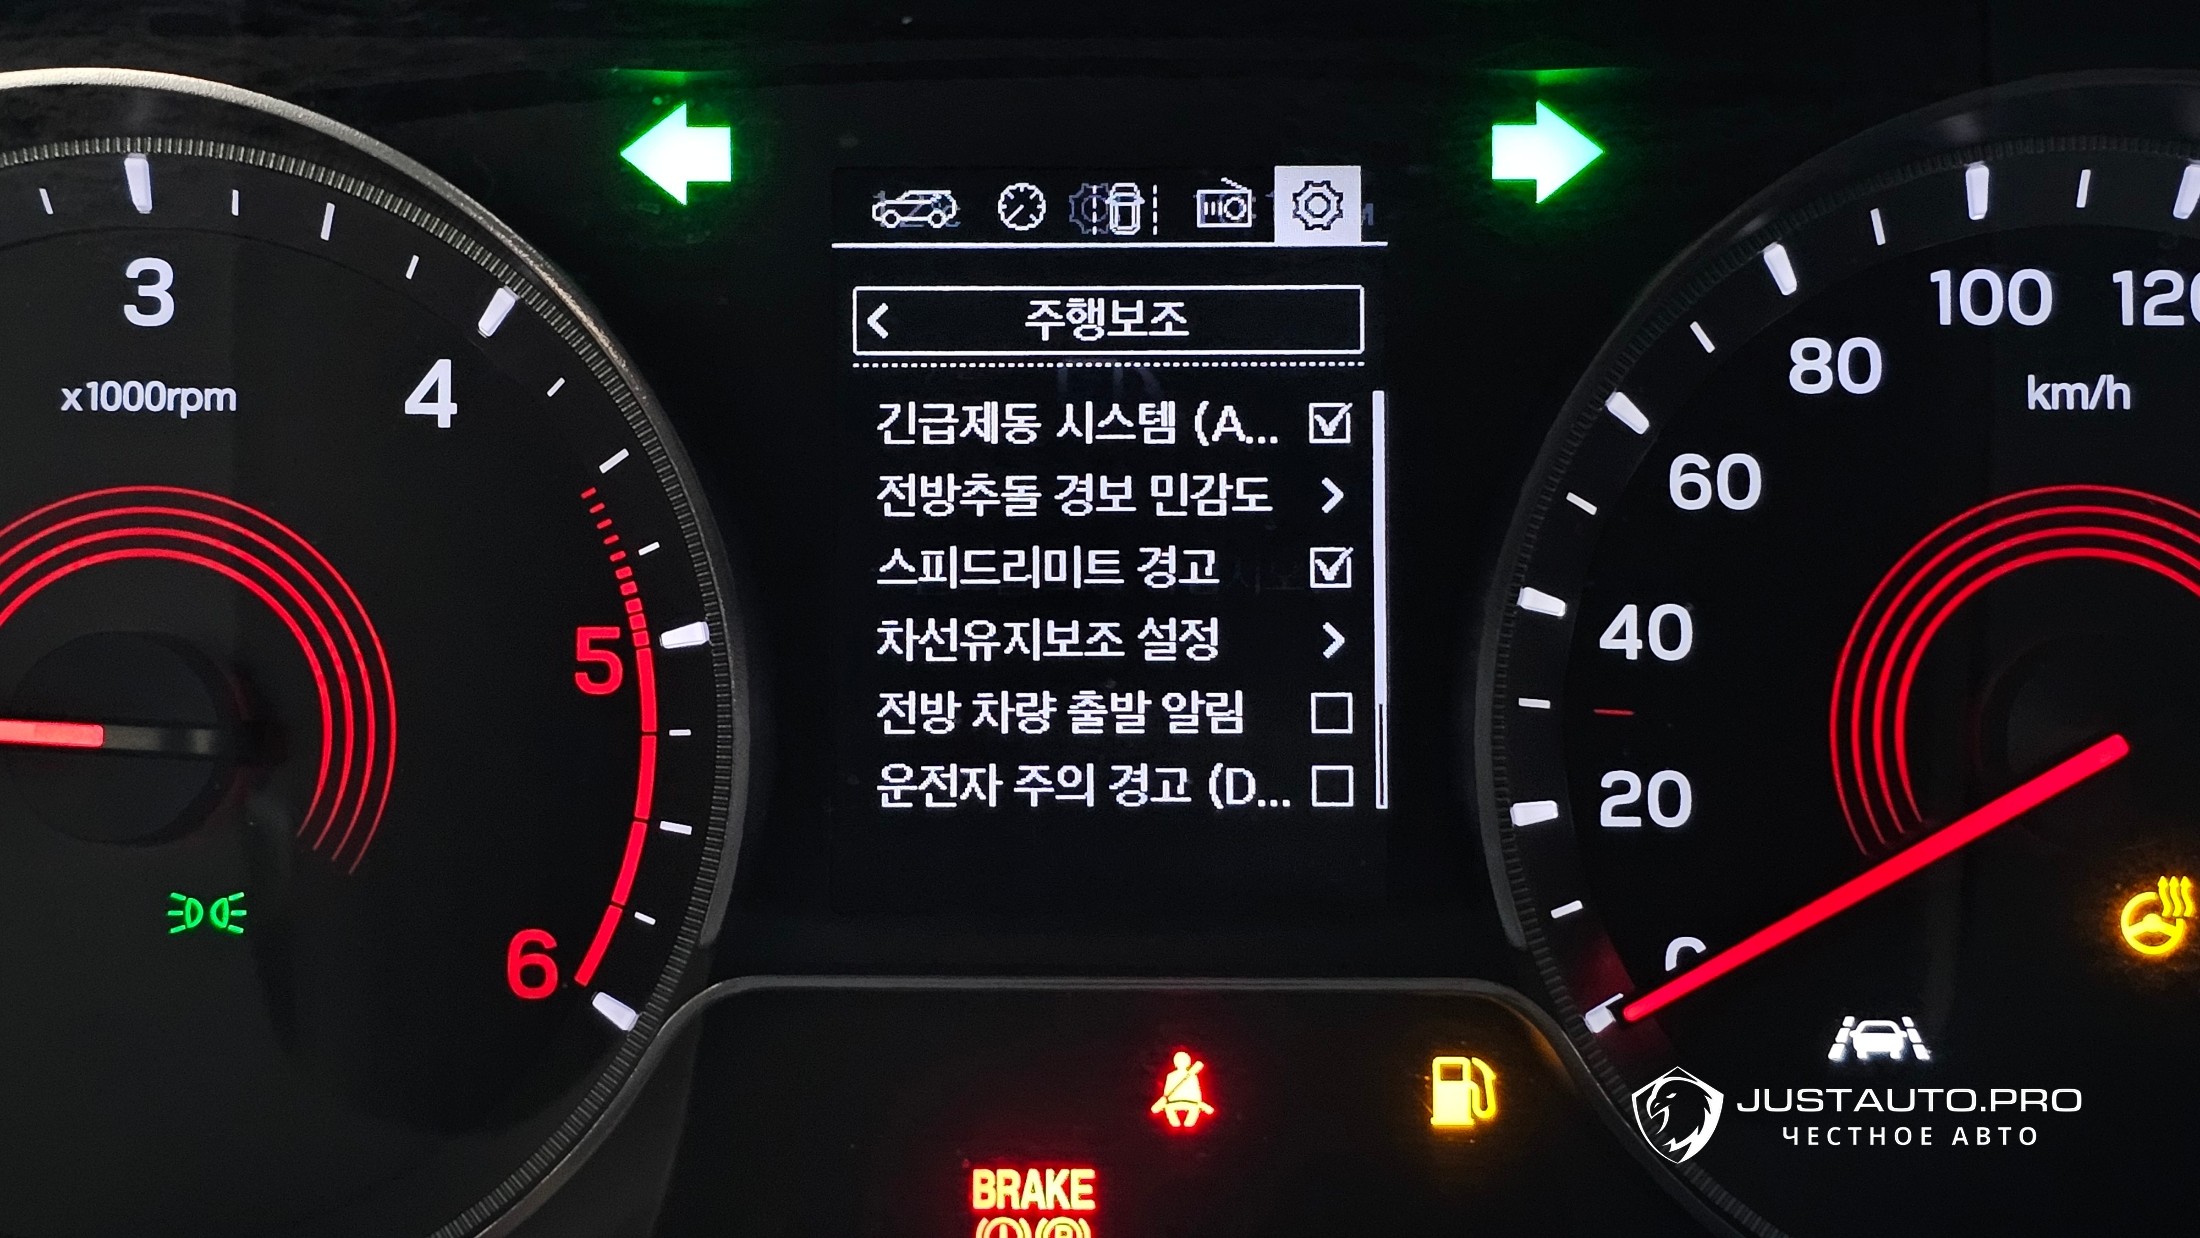 3
4
x1000rpm
5
6
주행보조
긴급제동 시스템 (A...
전방추돌 경보 민감도
스피드리미트 경고
차선유지보조 설정
전방 차량 출발 알림
운전자 주의 경고 (D...
100
80
km/h
60
40
20
0
BRAKE
JUSTAUTO.PRO
ЧЕСТНОЕ АВТО